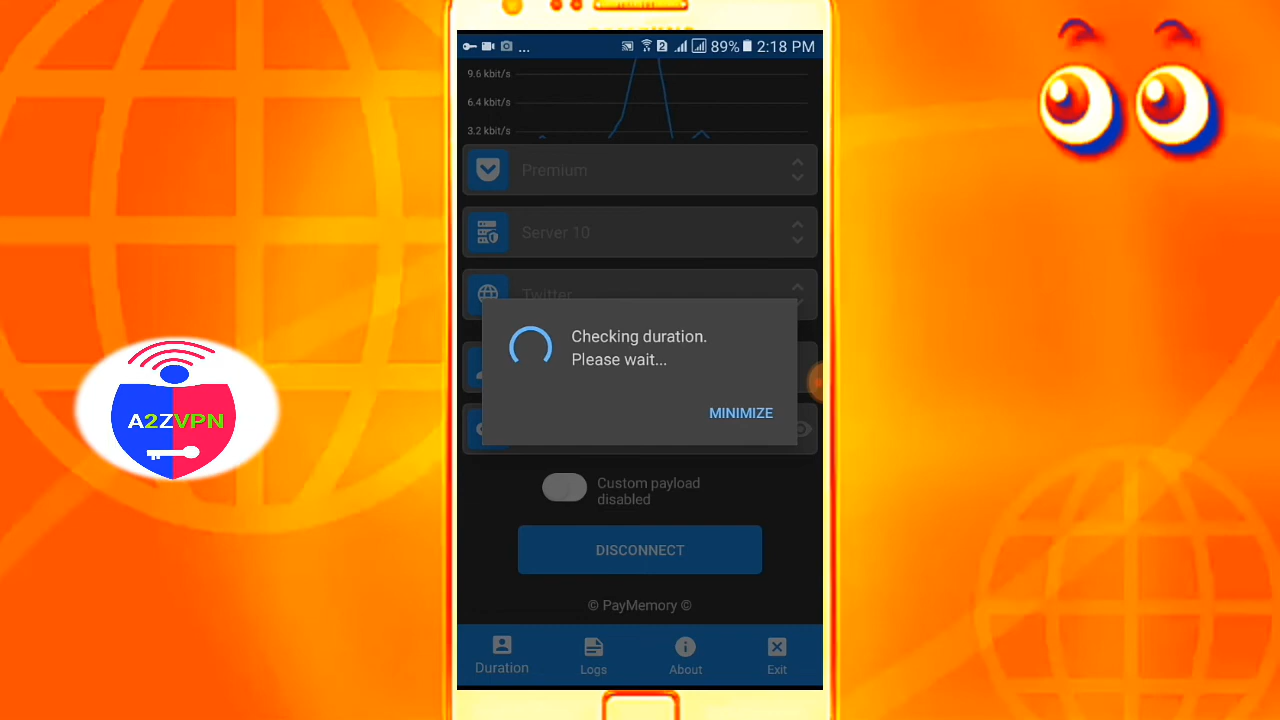 ... 89% 2:18 PM
9.6 kbit/s
6.4 kbit/s
3.2 kbit/s
Premium
Server 10
Twitter
Checking duration.
Please wait...
MINIMIZE
A2ZVPN
Custom payload
disabled
DISCONNECT
© PayMemory ©
Duration
Logs
About
Exit